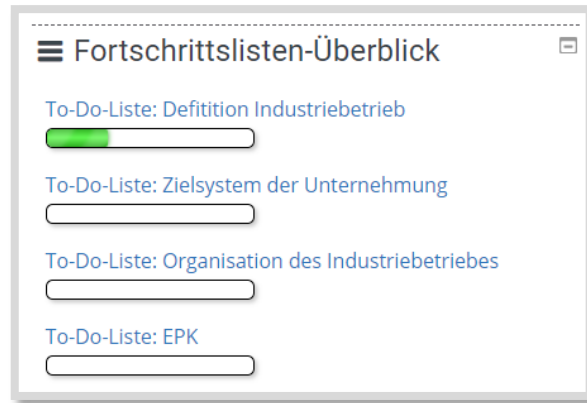 Fortschrittslisten-Überblick
To-Do-Liste: Defitition Industriebetrieb
To-Do-Liste: Zielsystem der Unternehmung
To-Do-Liste: Organisation des Industriebetriebes
To-Do-Liste: EPK